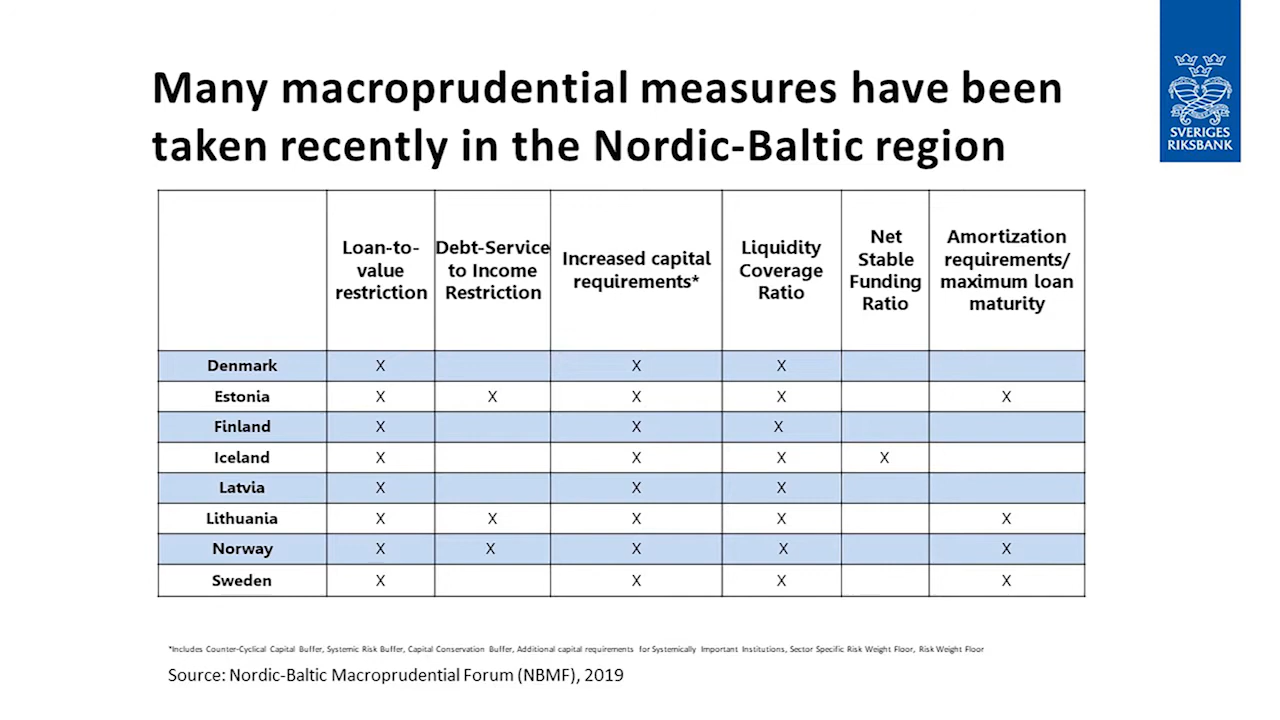 Many macroprudential measures have been
taken recently in the Nordic-Baltic region
SVERIGES
RIKSBANK
Loan-to-
value
restriction
Debt-Service
to Income
Restriction
Increased capital
requirements*
Liquidity
Coverage
Ratio
Net
Stable
Funding
Ratio
Amortization
requirements/
maximum loan
maturity
Denmark X X X
Estonia X X X X X
Finland X X X
Iceland X X X X
Latvia X X X
Lithuania X X X X X
Norway X X X X X
Sweden X X X X
*Includes Counter-Cyclical Capital Buffer, Systemic Risk Buffer, Capital Conservation Buffer, Additional capital requirements for Systemically Important Institutions, Sector Specific Risk Weight Floor, Risk Weight Floor
Source: Nordic-Baltic Macroprudential Forum (NBMF), 2019